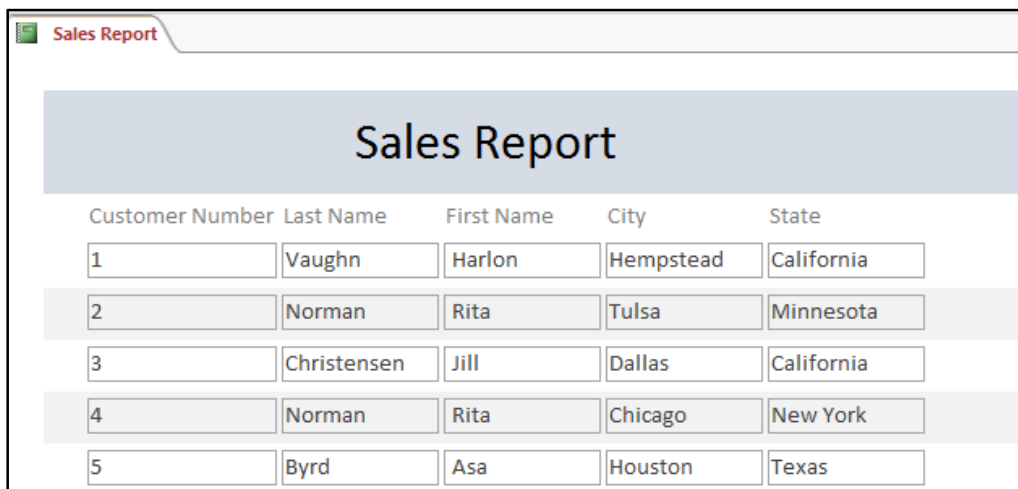 Sales Report
Sales Report
Customer Number Last Name First Name City State
1 Vaughn Harlon Hempstead California
2 Norman Rita Tulsa Minnesota
3 Christensen Jill Dallas California
4 Norman Rita Chicago New York
5 Byrd Asa Houston Texas